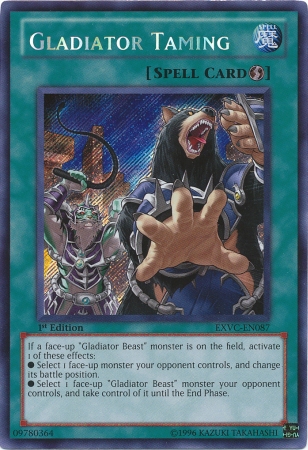 GLADIATOR TAMING
SPELL
魔
[SPELL CARD]
1st Edition
EXVC-EN087
If a face-up "Gladiator Beast" monster is on the field, activate
1 of these effects:
● Select 1 face-up monster your opponent controls, and change
its battle position.
● Select 1 face-up "Gladiator Beast" monster your opponent
controls, and take control of it until the End Phase.
09780364
©1996 KAZUKI TAKAHASHI